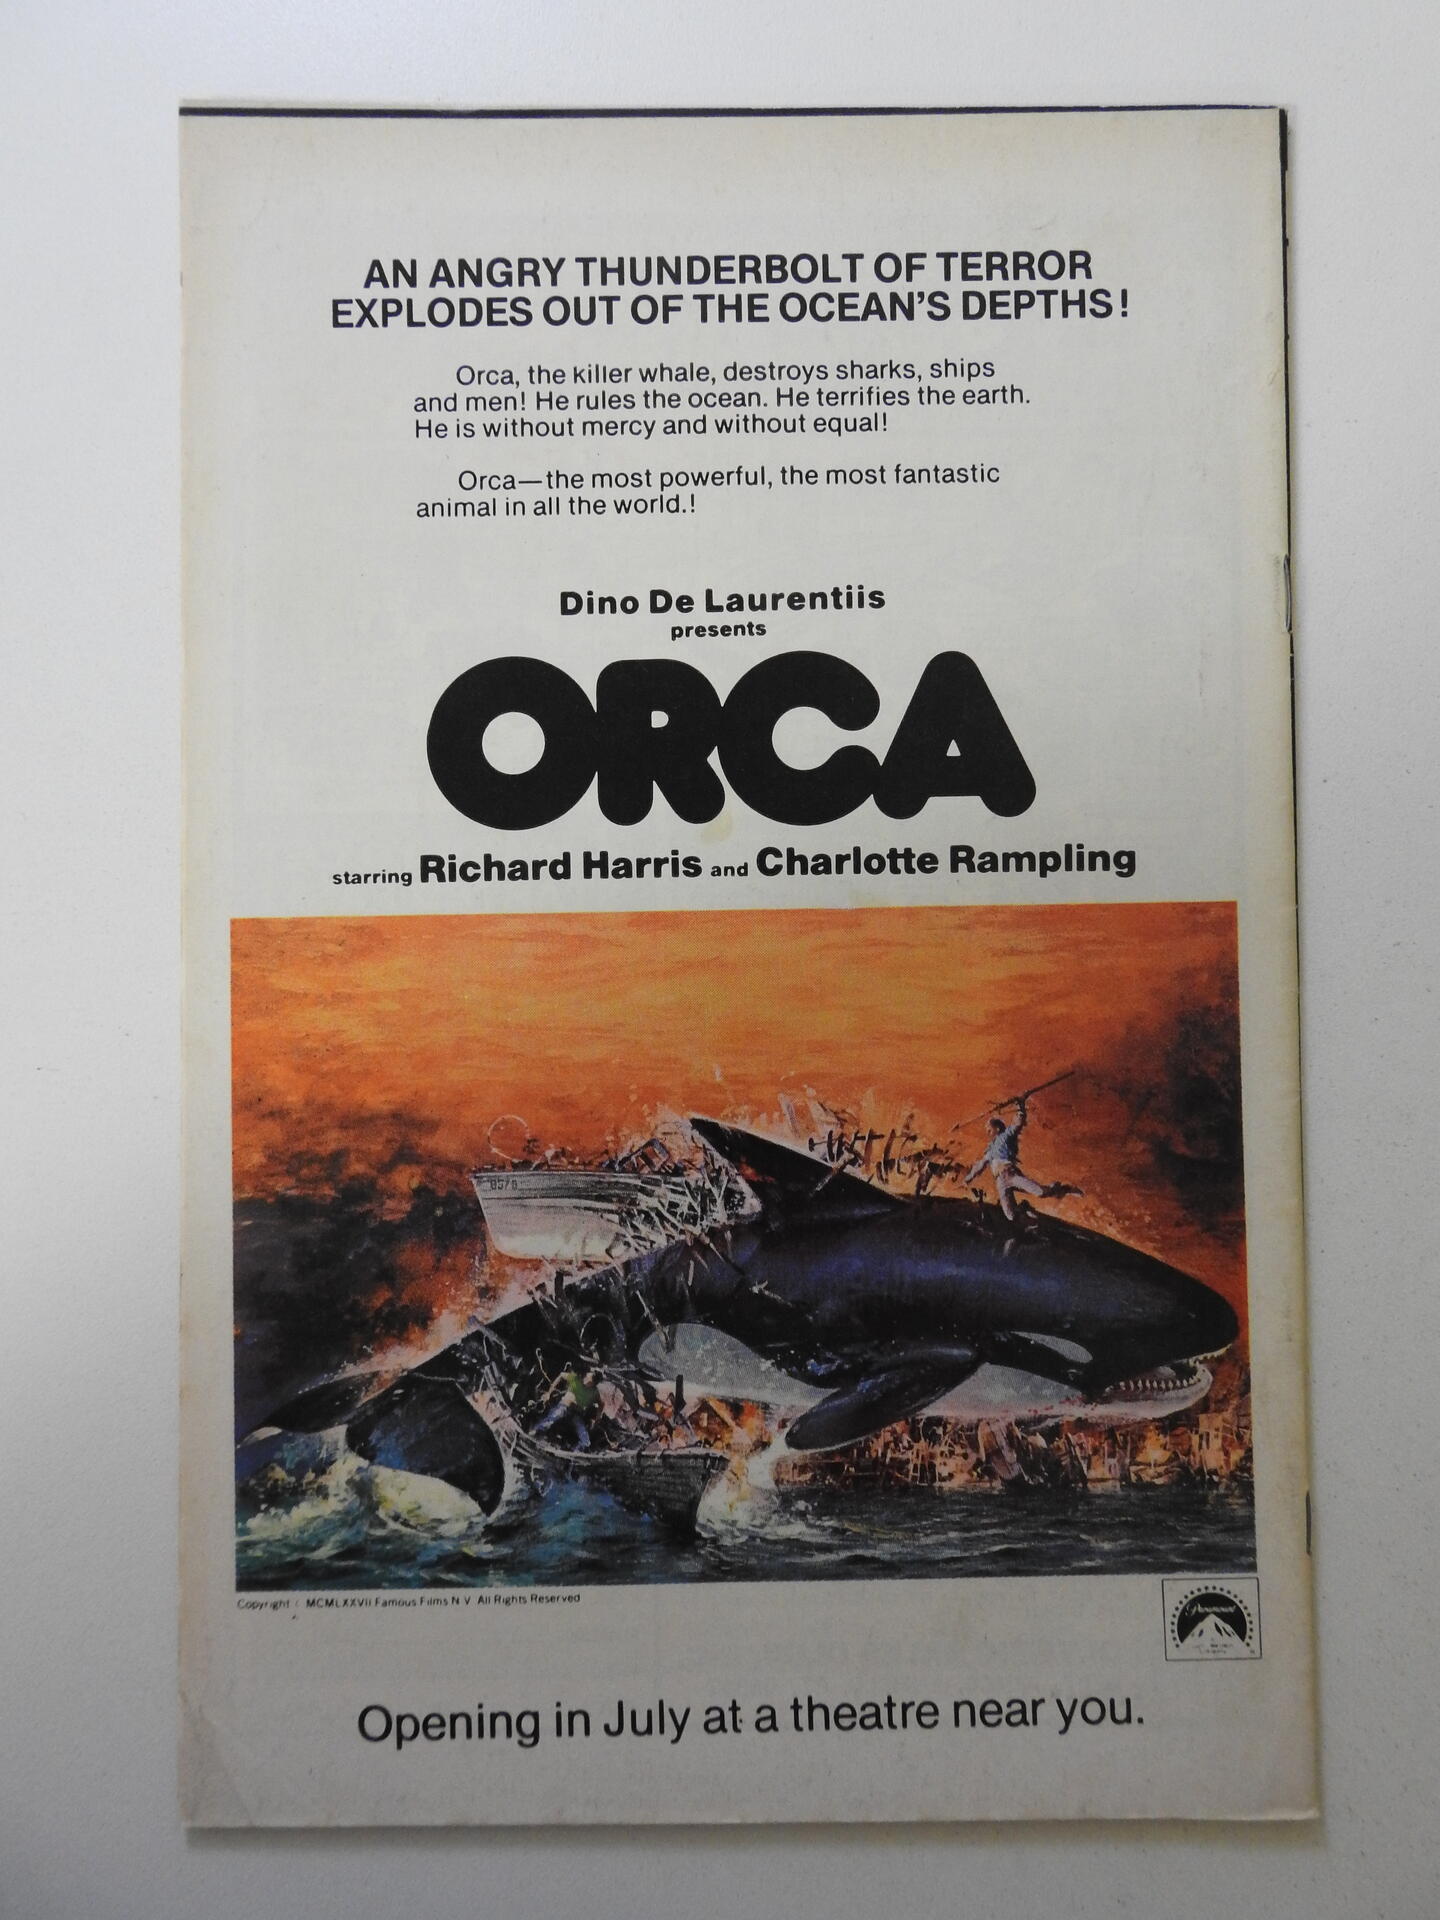 AN ANGRY THUNDERBOLT OF TERROR
EXPLODES OUT OF THE OCEAN'S DEPTHS!
Orca, the killer whale, destroys sharks, ships
and men! He rules the ocean. He terrifies the earth.
He is without mercy and without equal!
Orca—the most powerful, the most fantastic
animal in all the world.!
Dino De Laurentiis
presents
ORCA
starring Richard Harris and Charlotte Rampling
Copyright MCMLXXVII Famous Films N V All Rights Reserved
Paramount
Opening in July at a theatre near you.